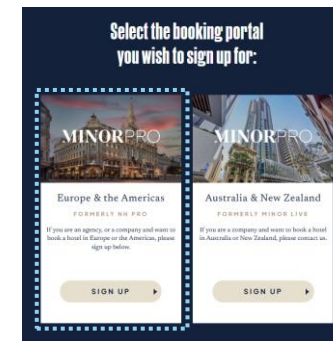 Select the booking portal
you wish to sign up for:
MINORPRO
Europe & the Americas
FORMERLY NH PRO
If you are an agency, or a company and want to
book a hotel in Europe or the Americas, please
sign up below.
SIGN UP
MINORPRO
Australia & New Zealand
FORMERLY MINOR LIVE
If you are a company and want to book a hotel
in Australia or New Zealand, please contact us.
SIGN UP